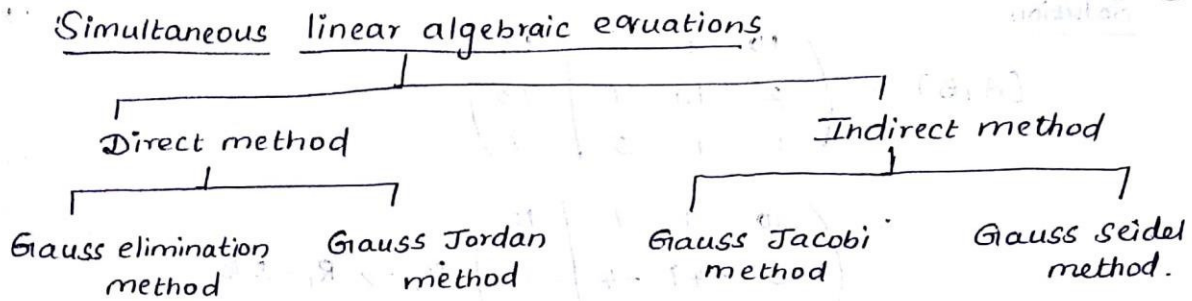 Simultaneous linear algebraic equations.
Direct method
Indirect method
Gauss elimination method
Gauss Jordan method
Gauss Jacobi method
Gauss seidel method.